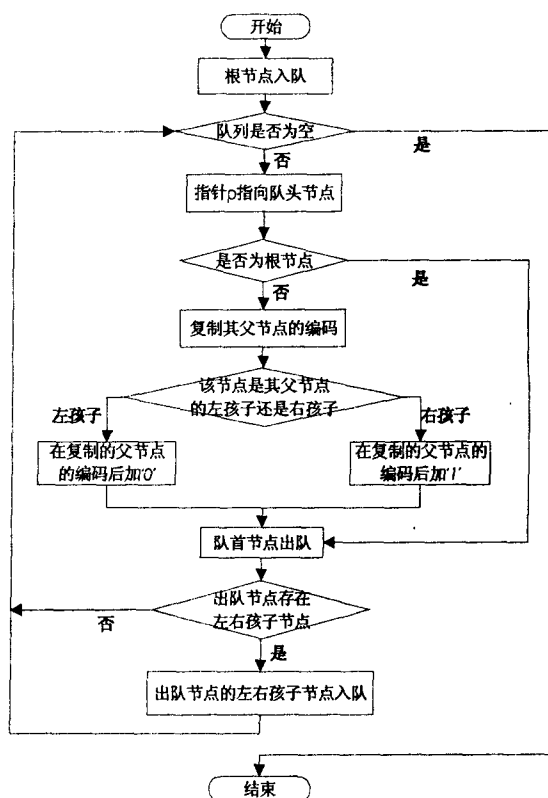 开始
根节点入队
队列是否为空
是
否
指针p指向队头节点
是否为根节点
是
否
复制其父节点的编码
该节点是其父节点
的左孩子还是右孩子
左孩子
右孩子
在复制的父节点
的编码后加'0'
在复制的父节点的
编码后加'1'
队首节点出队
出队节点存在
左右孩子节点
否
是
出队节点的左右孩子节点入队
结束